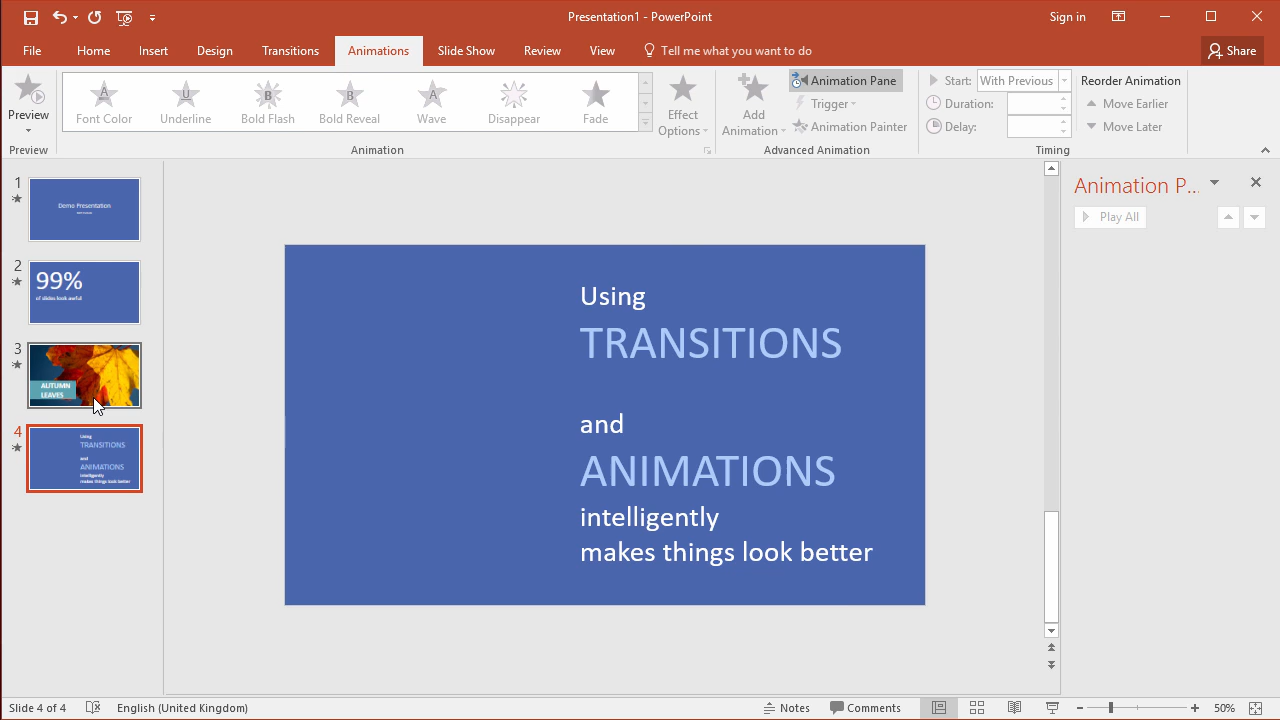 Presentation1 - PowerPoint
Sign in
File Home Insert Design Transitions Animations Slide Show Review View Tell me what you want to do Share
Preview
Font Color Underline Bold Flash Bold Reveal Wave Disappear Fade
Effect Options
Add Animation
Animation Pane
Trigger
Animation Painter
Start: With Previous
Duration:
Delay:
Reorder Animation
Move Earlier
Move Later
Preview Animation Advanced Animation Timing
1
Demo Presentation
2
99%
of slides look awful
3
AUTUMN
LEAVES
4
Using
TRANSITIONS
and
ANIMATIONS
intelligently
makes things look better
Using
TRANSITIONS
and
ANIMATIONS
intelligently
makes things look better
Animation P...
Play All
Slide 4 of 4 English (United Kingdom) Notes Comments 50%